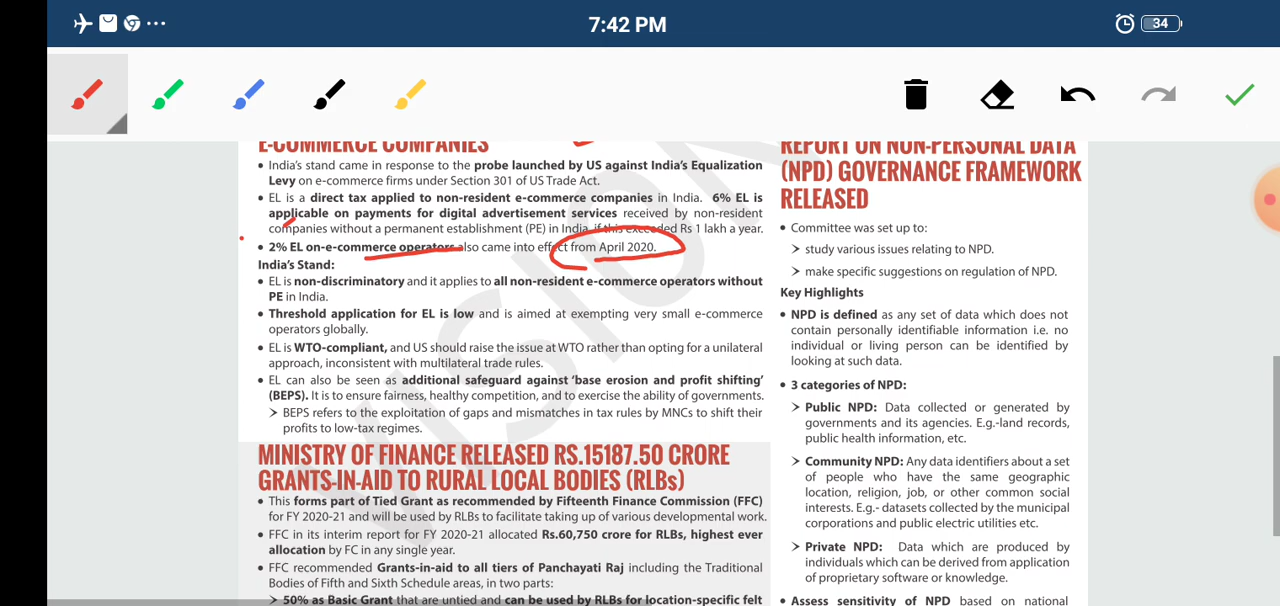 7:42 PM
34
E-COMMERCE COMPANIES
• India's stand came in response to the probe launched by US against India's Equalization
Levy on e-commerce firms under Section 301 of US Trade Act.
• EL is a direct tax applied to non-resident e-commerce companies in India. 6% EL is
applicable on payments for digital advertisement services received by non-resident
companies without a permanent establishment (PE) in India, if this exceeded Rs 1 lakh a year.
• 2% EL on-e-commerce operators also came into effect from April 2020.
India's Stand:
• EL is non-discriminatory and it applies to all non-resident e-commerce operators without
PE in India.
• Threshold application for EL is low and is aimed at exempting very small e-commerce
operators globally.
• EL is WTO-compliant, and US should raise the issue at WTO rather than opting for a unilateral
approach, inconsistent with multilateral trade rules.
• EL can also be seen as additional safeguard against 'base erosion and profit shifting'
(BEPS). It is to ensure fairness, healthy competition, and to exercise the ability of governments.
> BEPS refers to the exploitation of gaps and mismatches in tax rules by MNCs to shift their
profits to low-tax regimes.
MINISTRY OF FINANCE RELEASED RS.15187.50 CRORE
GRANTS-IN-AID TO RURAL LOCAL BODIES (RLBs)
• This forms part of Tied Grant as recommended by Fifteenth Finance Commission (FFC)
for FY 2020-21 and will be used by RLBs to facilitate taking up of various developmental work.
• FFC in its interim report for FY 2020-21 allocated Rs.60,750 crore for RLBs, highest ever
allocation by FC in any single year.
• FFC recommended Grants-in-aid to all tiers of Panchayati Raj including the Traditional
Bodies of Fifth and Sixth Schedule areas, in two parts:
> 50% as Basic Grant that are untied and can be used by RLBs for location-specific felt
REPORT ON NON-PERSONAL DATA
(NPD) GOVERNANCE FRAMEWORK
RELEASED
• Committee was set up to:
> study various issues relating to NPD.
> make specific suggestions on regulation of NPD.
Key Highlights
• NPD is defined as any set of data which does not
contain personally identifiable information i.e. no
individual or living person can be identified by
looking at such data.
• 3 categories of NPD:
> Public NPD: Data collected or generated by
governments and its agencies. E.g.-land records,
public health information, etc.
> Community NPD: Any data identifiers about a set
of people who have the same geographic
location, religion, job, or other common social
interests. E.g.- datasets collected by the municipal
corporations and public electric utilities etc.
> Private NPD: Data which are produced by
individuals which can be derived from application
of proprietary software or knowledge.
• Assess sensitivity of NPD based on national
VISION